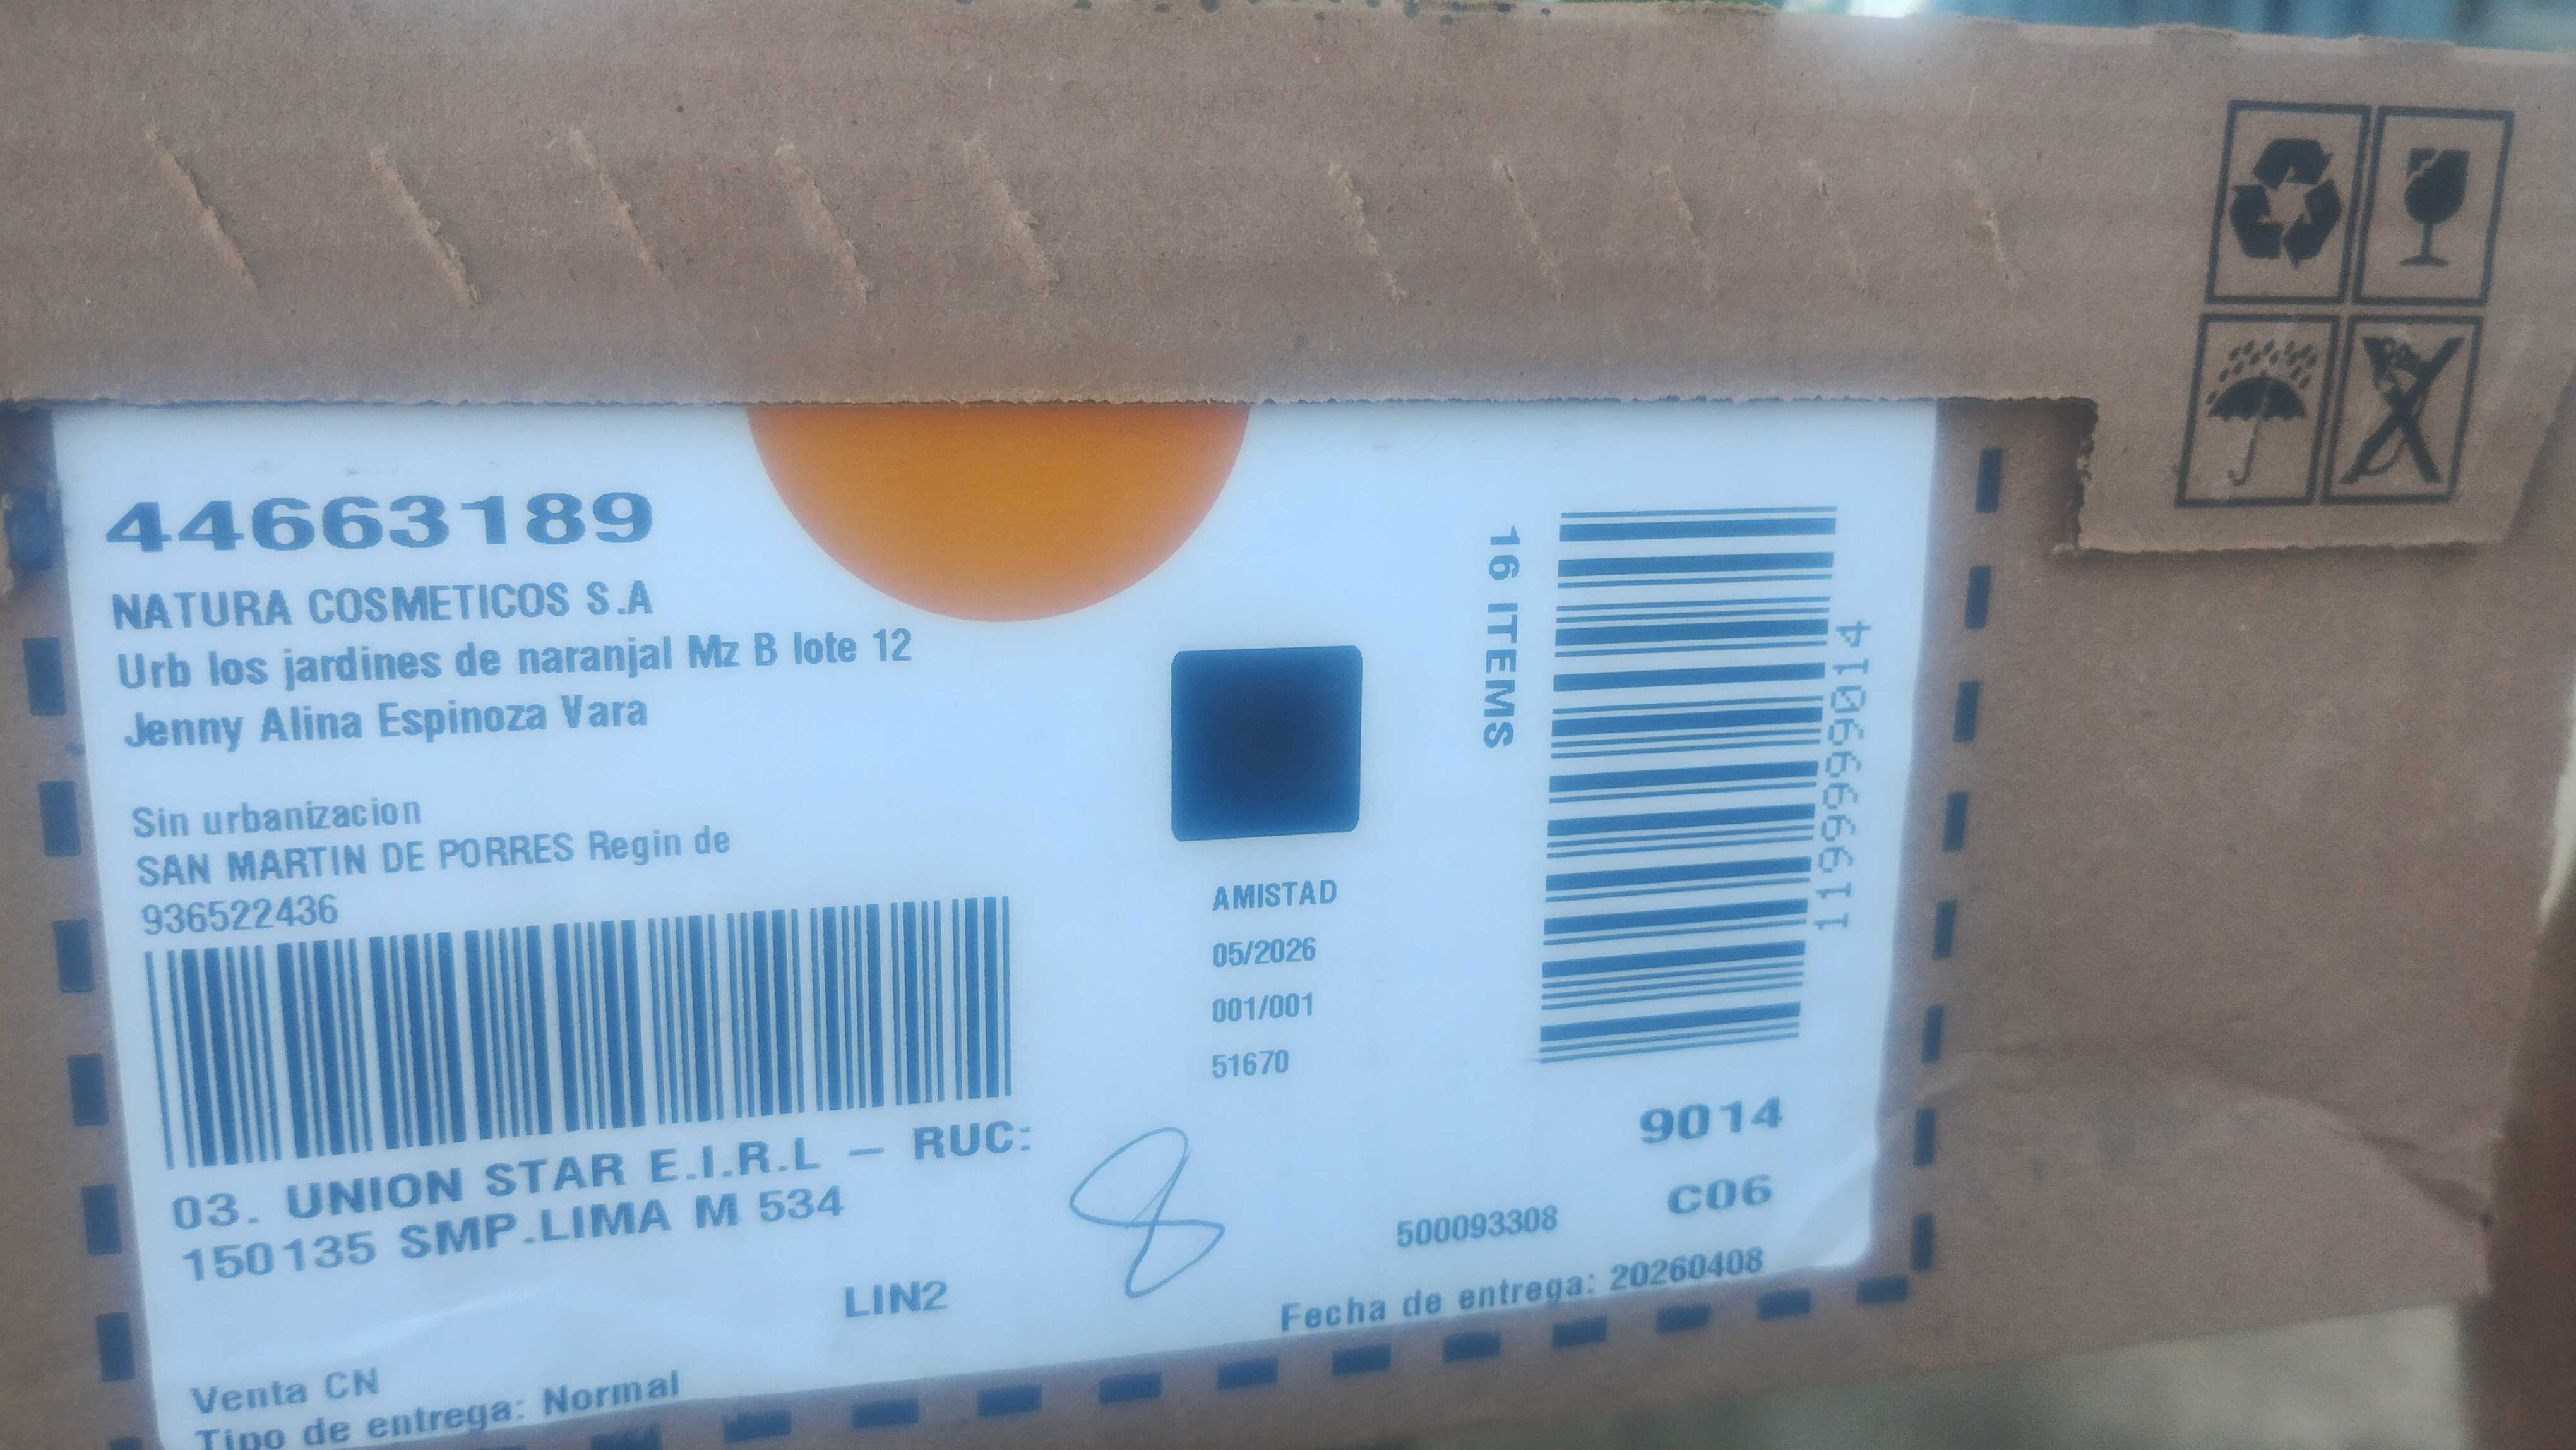 44663189
NATURA COSMETICOS S.A
Urb los jardines de naranjal Mz B lote 12
Jenny Alina Espinoza Vara
Sin urbanizacion
SAN MARTIN DE PORRES Regin de
936522436
03. UNION STAR E.I.R.L – RUC:
150135 SMP.LIMA M 534
LIN2
Venta CN
Tipo de entrega: Normal
AMISTAD
05/2026
001/001
51670
8
16 ITEMS
1199999014
9014
C06
500093308
Fecha de entrega: 20260408